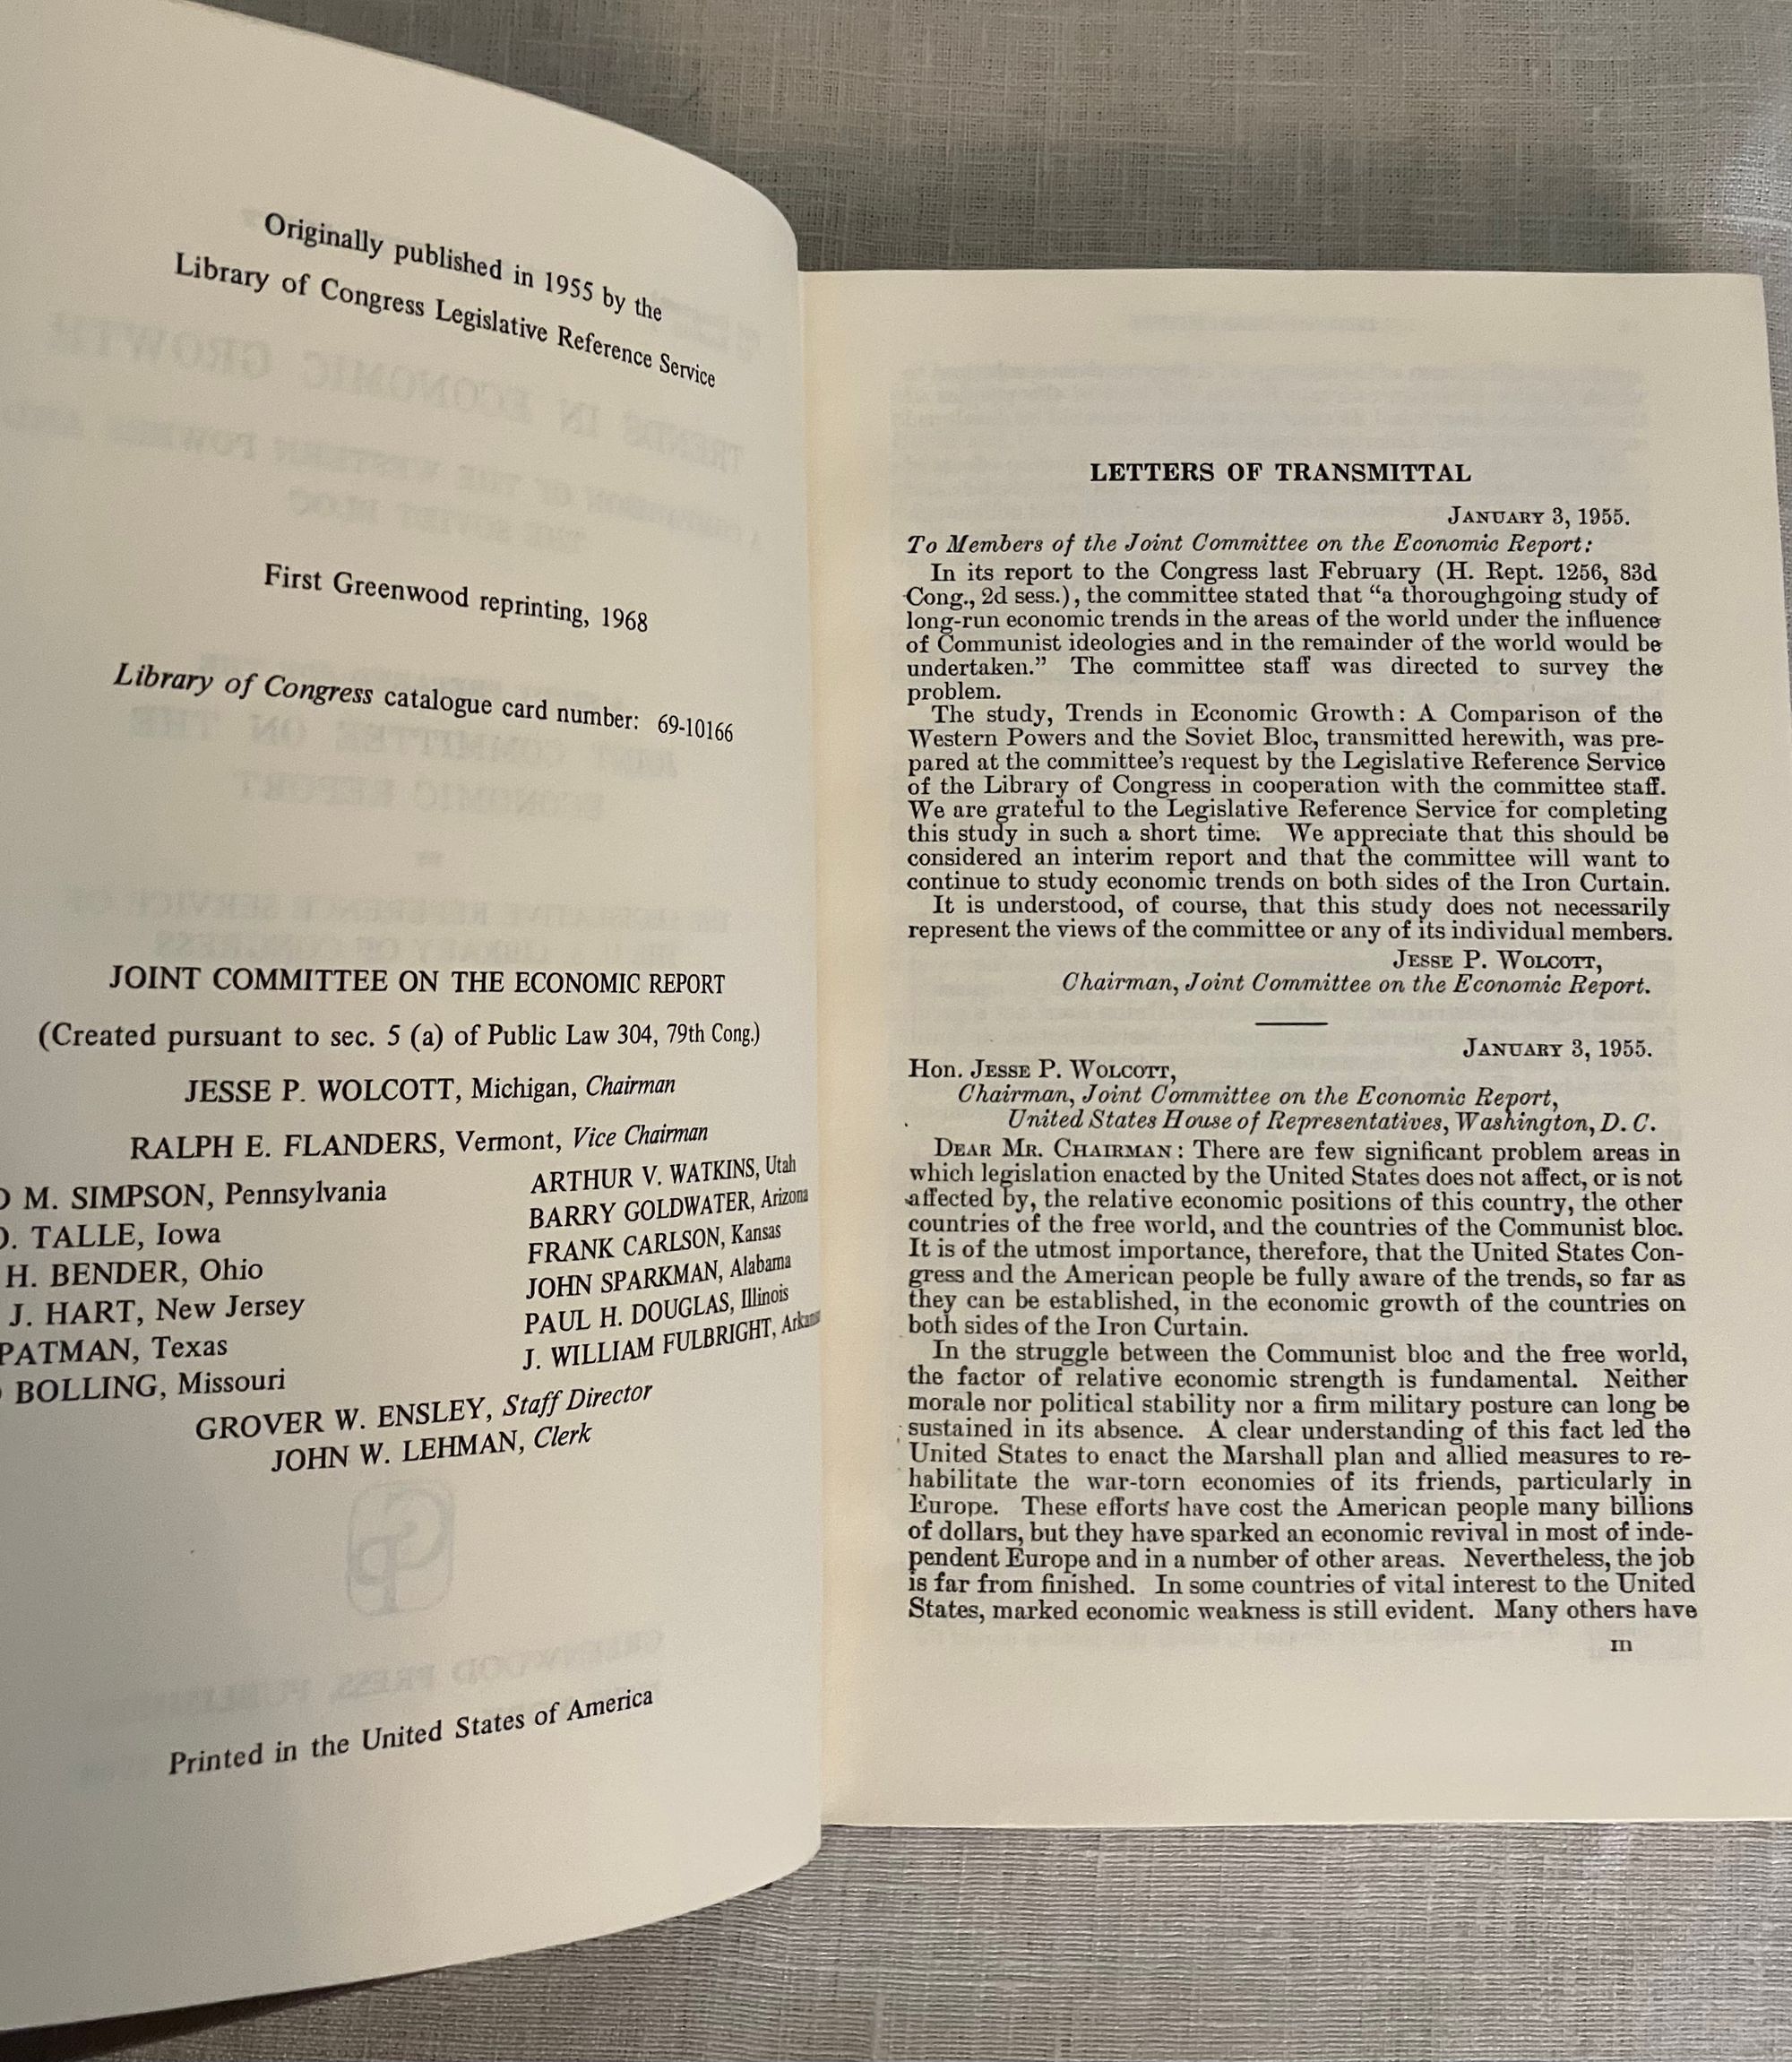 Originally published in 1955 by the
Library of Congress Legislative Reference Service
First Greenwood reprinting, 1968
Library of Congress catalogue card number: 69-10166
JOINT COMMITTEE ON THE ECONOMIC REPORT
(Created pursuant to sec. 5 (a) of Public Law 304, 79th Cong.)
JESSE P. WOLCOTT, Michigan, Chairman
RALPH E. FLANDERS, Vermont, Vice Chairman
M. SIMPSON, Pennsylvania
TALLE, Iowa
H. BENDER, Ohio
J. HART, New Jersey
PATMAN, Texas
BOLLING, Missouri
ARTHUR V. WATKINS, Utah
BARRY GOLDWATER, Arizona
FRANK CARLSON, Kansas
JOHN SPARKMAN, Alabama
PAUL H. DOUGLAS, Illinois
J. WILLIAM FULBRIGHT, Arkansas
GROVER W. ENSLEY, Staff Director
JOHN W. LEHMAN, Clerk
Printed in the United States of America
LETTERS OF TRANSMITTAL
JANUARY 3, 1955.
To Members of the Joint Committee on the Economic Report:
In its report to the Congress last February (H. Rept. 1256, 83d
Cong., 2d sess.), the committee stated that “a thoroughgoing study of
long-run economic trends in the areas of the world under the influence
of Communist ideologies and in the remainder of the world would be
undertaken.” The committee staff was directed to survey the
problem.
The study, Trends in Economic Growth: A Comparison of the
Western Powers and the Soviet Bloc, transmitted herewith, was pre-
pared at the committee's request by the Legislative Reference Service
of the Library of Congress in cooperation with the committee staff.
We are grateful to the Legislative Reference Service for completing
this study in such a short time. We appreciate that this should be
considered an interim report and that the committee will want to
continue to study economic trends on both sides of the Iron Curtain.
It is understood, of course, that this study does not necessarily
represent the views of the committee or any of its individual members.
JESSE P. WOLCOTT,
Chairman, Joint Committee on the Economic Report.
JANUARY 3, 1955.
Hon. JESSE P. WOLCOTT,
Chairman, Joint Committee on the Economic Report,
United States House of Representatives, Washington, D. C.
DEAR MR. CHAIRMAN: There are few significant problem areas in
which legislation enacted by the United States does not affect, or is not
affected by, the relative economic positions of this country, the other
countries of the free world, and the countries of the Communist bloc.
It is of the utmost importance, therefore, that the United States Con-
gress and the American people be fully aware of the trends, so far as
they can be established, in the economic growth of the countries on
both sides of the Iron Curtain.
In the struggle between the Communist bloc and the free world,
the factor of relative economic strength is fundamental. Neither
morale nor political stability nor a firm military posture can long be
sustained in its absence. A clear understanding of this fact led the
United States to enact the Marshall plan and allied measures to re-
habilitate the war-torn economies of its friends, particularly in
Europe. These efforts have cost the American people many billions
of dollars, but they have sparked an economic revival in most of inde-
pendent Europe and in a number of other areas. Nevertheless, the job
is far from finished. In some countries of vital interest to the United
States, marked economic weakness is still evident. Many others have
III